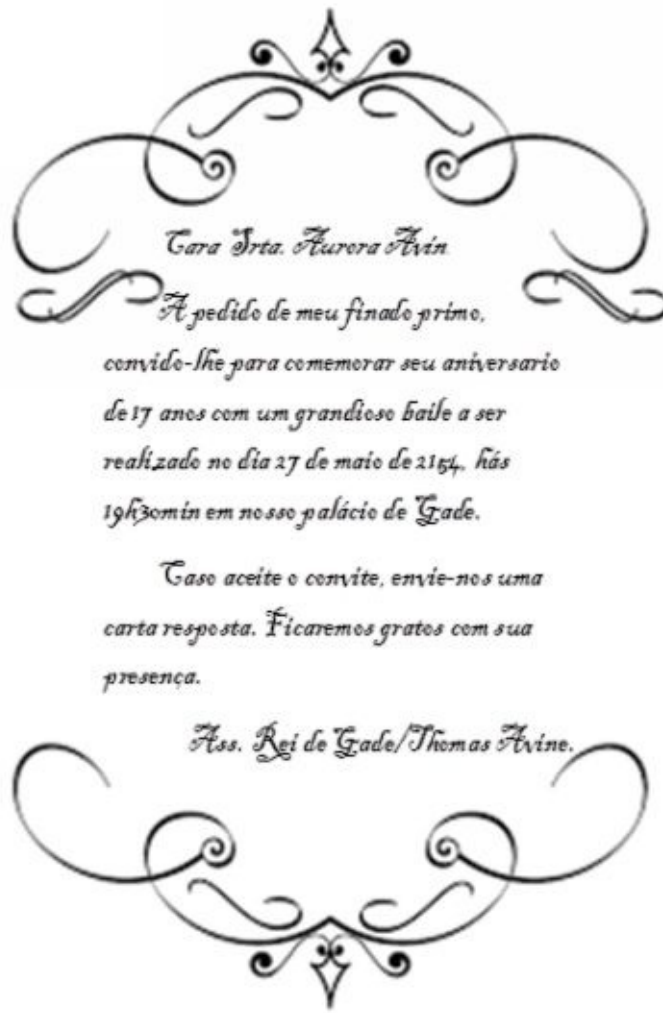 Cara Srta. Aurora Avin
A pedido de meu finado primo,
convido-lhe para comemorar seu aniversario
de 17 anos com um grandioso baile a ser
realizado no dia 27 de maio de 2154, hás
19h30min em nosso palácio de Gade.
Caso aceite o convite, envie-nos uma
carta resposta. Ficaremos gratos com sua
presença.
Ass. Rei de Gade/Thomas Avine.